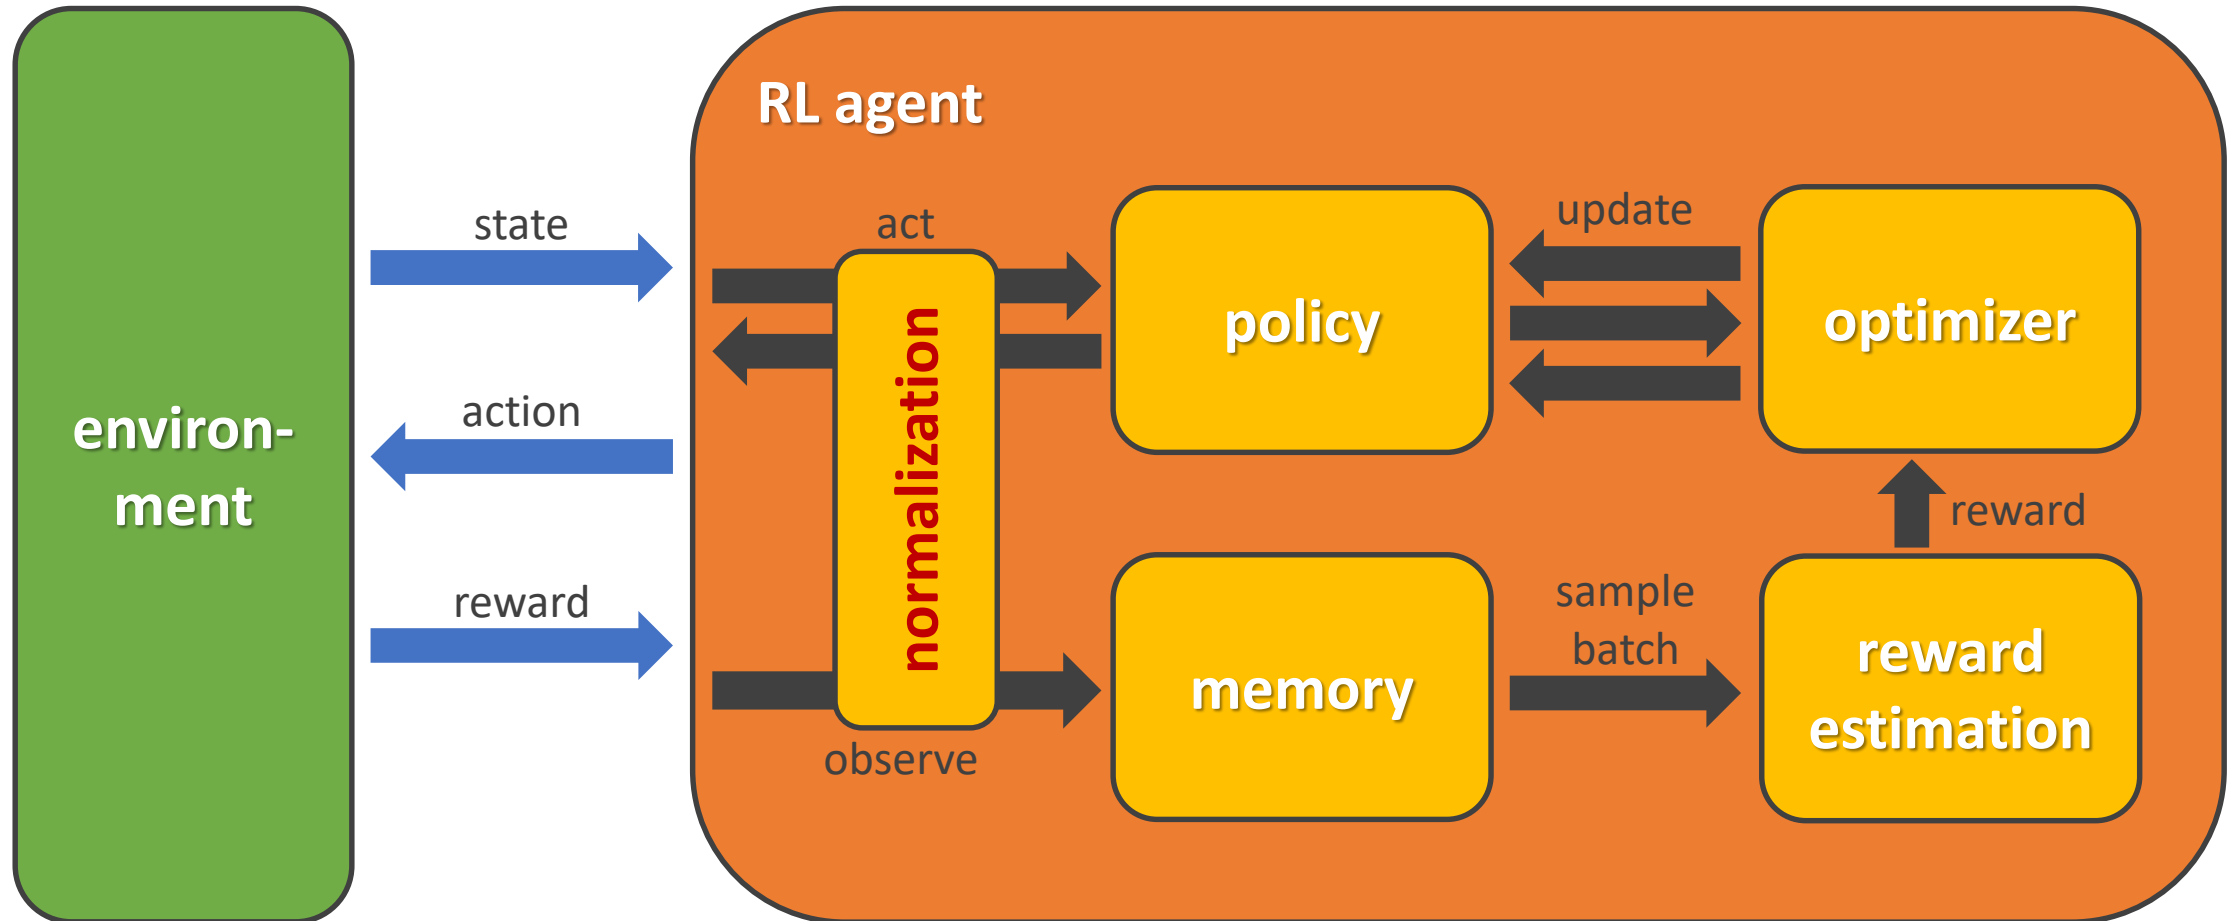 RL agent
environ-
ment
state
action
reward
act
normalization
observe
policy
update
optimizer
memory
sample
batch
reward
reward
estimation